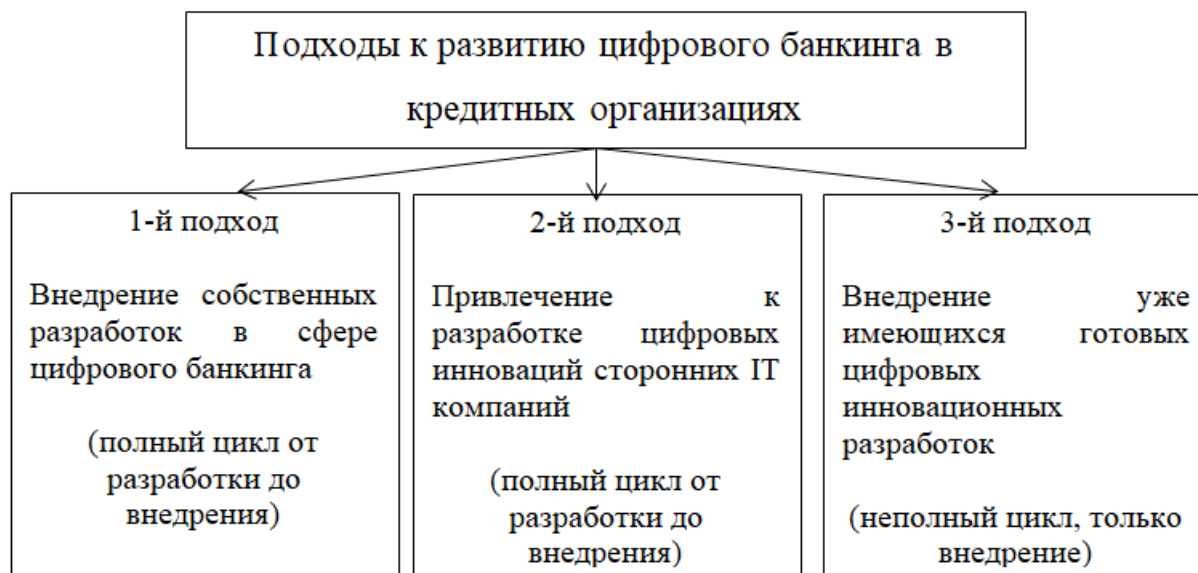 Подходы к развитию цифрового банкинга в
кредитных организациях
1-й подход
Внедрение собственных
разработок в сфере
цифрового банкинга
(полный цикл от
разработки до
внедрения)
2-й подход
Привлечение к
разработке цифровых
инноваций сторонних IT
компаний
(полный цикл от
разработки до
внедрения)
3-й подход
Внедрение уже
имеющихся готовых
цифровых
инновационных
разработок
(неполный цикл, только
внедрение)